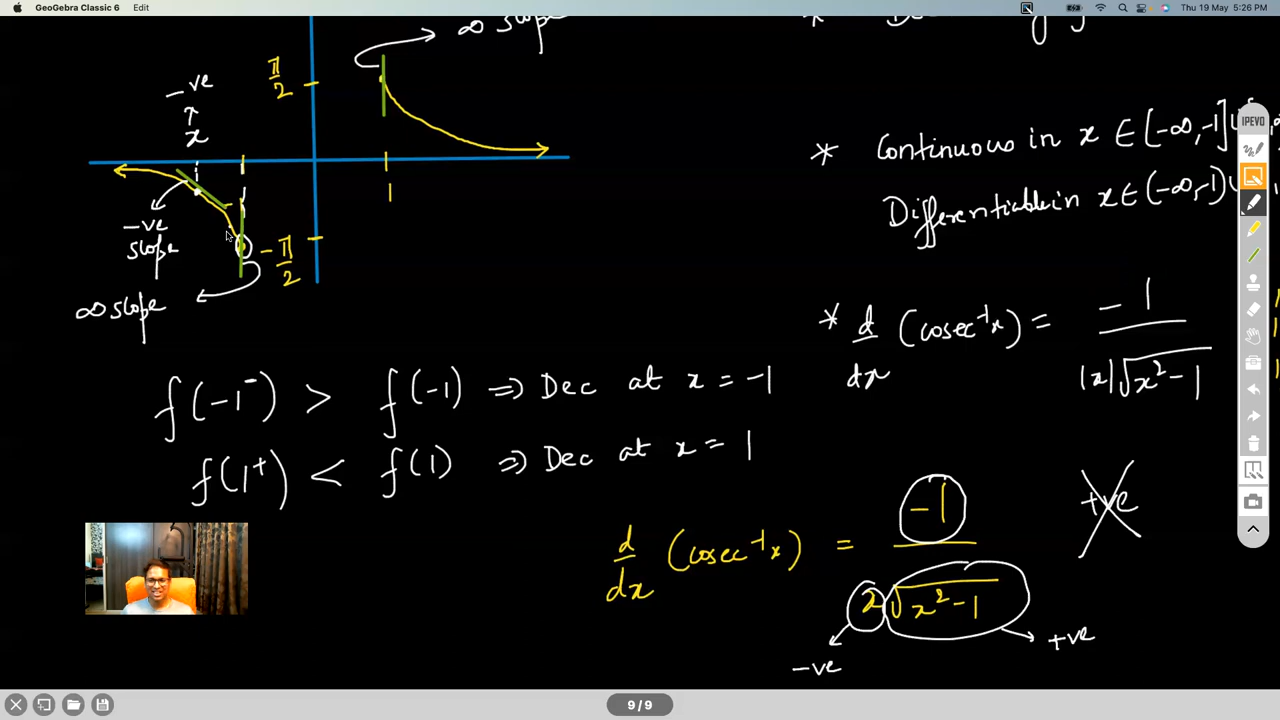 GeoGebra Classic 6 Edit Thu 19 May 5:26 PM
∞ slope
π/2
-ve
x
1
-1
-ve slope
-π/2
∞ slope
* Continuous in x ∈ (-∞, -1] ∪
Differentiable in x ∈ (-∞, -1) ∪
IPEVO
* d/dx (cosec⁻¹x) = -1/|x|√x²-1
f(-1⁻) > f(-1) ⇒ Dec at x = -1
f(1⁺) < f(1) ⇒ Dec at x = 1
d/dx (cosec⁻¹x) = -1/x√x²-1
+ve
-ve
+ve
9 / 9